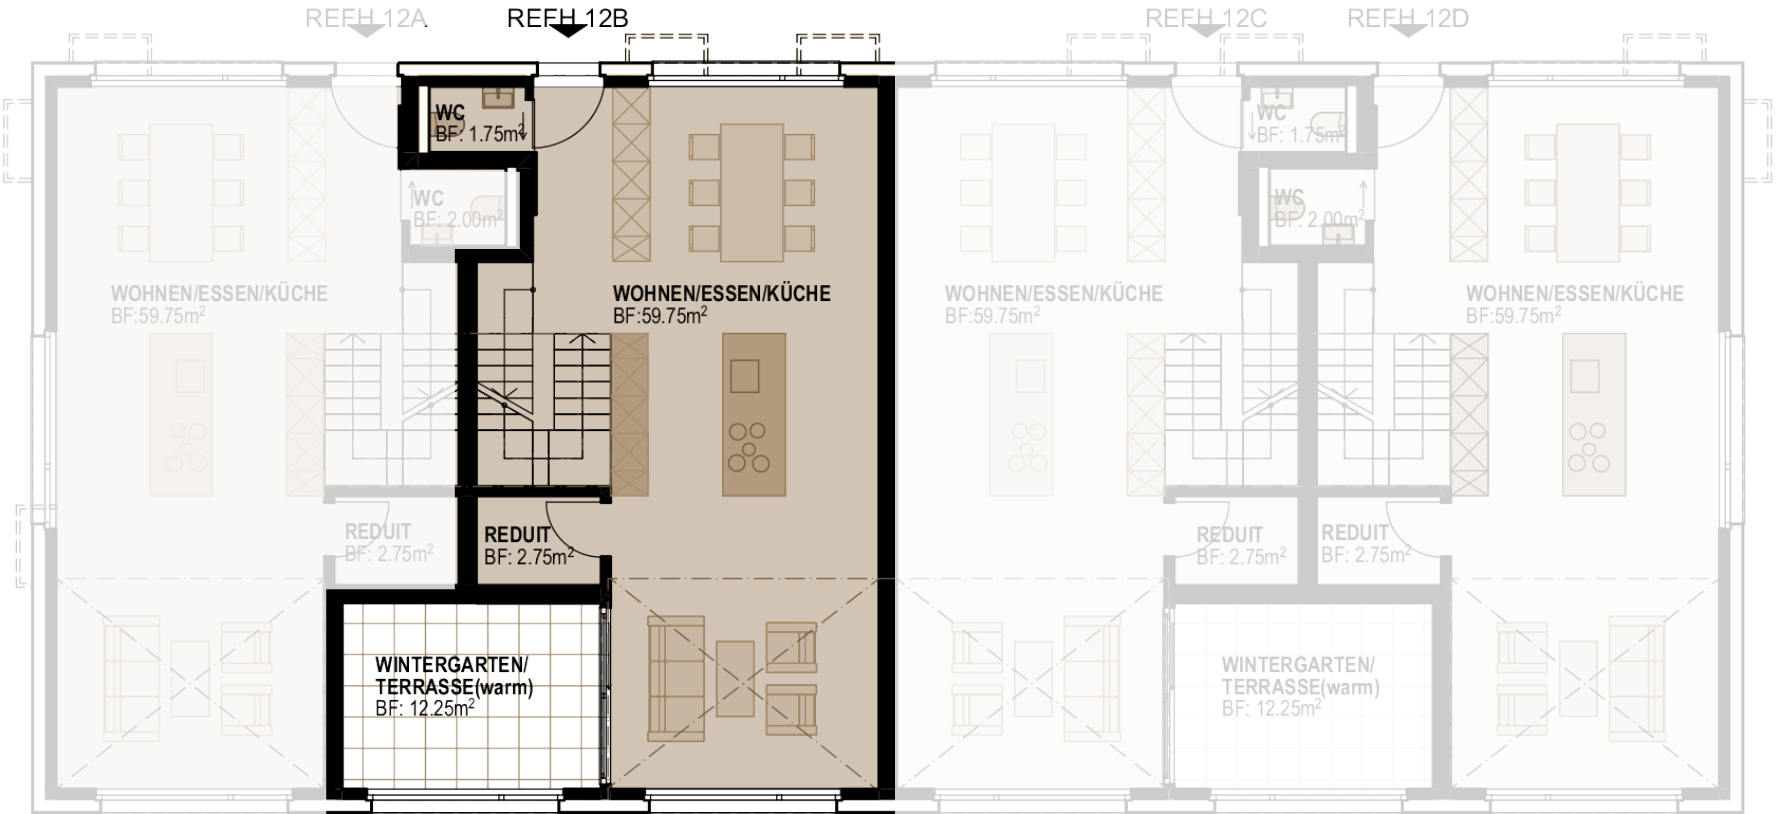 REFH 12A
REFH 12B
REFH 12C
REFH 12D
WC
BF: 1.75m²
WC
BF: 2.00m²
WC
BF: 1.75m²
WC
BF: 2.00m²
WOHNEN/ESSEN/KÜCHE
BF:59.75m²
WOHNEN/ESSEN/KÜCHE
BF:59.75m²
WOHNEN/ESSEN/KÜCHE
BF:59.75m²
WOHNEN/ESSEN/KÜCHE
BF:59.75m²
REDUIT
BF: 2.75m²
REDUIT
BF: 2.75m²
REDUIT
BF: 2.75m²
REDUIT
BF: 2.75m²
WINTERGARTEN/
TERRASSE(warm)
BF: 12.25m²
WINTERGARTEN/
TERRASSE(warm)
BF: 12.25m²